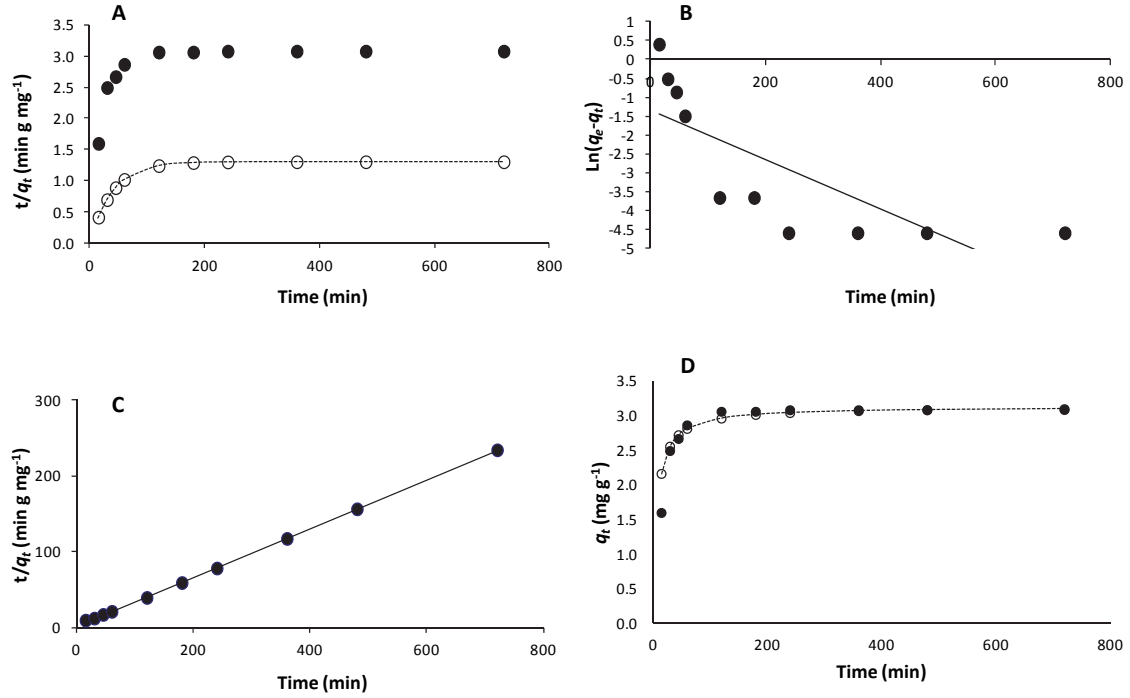 A
t/qt (min g mg-1)
3.5
3.0
2.5
2.0
1.5
1.0
0.5
0.0
0 200 400 600 800
Time (min)
B
Ln(qe-qt)
1
0.5
0
-0.5
-1
-1.5
-2
-2.5
-3
-3.5
-4
-4.5
-5
0 200 400 600 800
Time (min)
C
t/qt (min g mg-1)
300
200
100
0
0 200 400 600 800
Time (min)
D
qt (mg g-1)
3.5
3.0
2.5
2.0
1.5
1.0
0.5
0.0
0 200 400 600 800
Time (min)